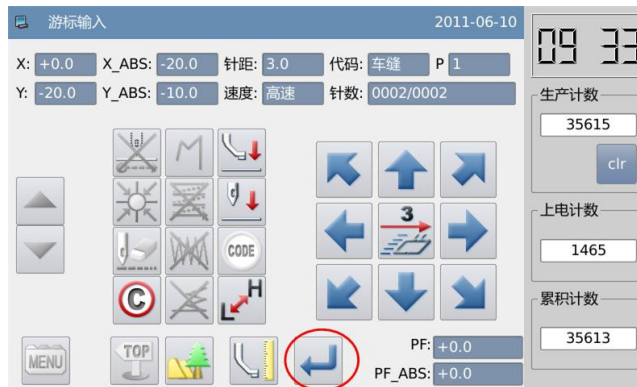 游标输入 2011-06-10
09 33
X: +0.0 X_ABS: -20.0 针距: 3.0 代码: 车缝 P 1
Y: -20.0 Y_ABS: -10.0 速度: 高速 针数: 0002/0002
生产计数
35615
clr
上电计数
3
1465
CODE
累积计数
C
H
L
35613
MENU
TOP
PF: +0.0
PF_ABS: +0.0